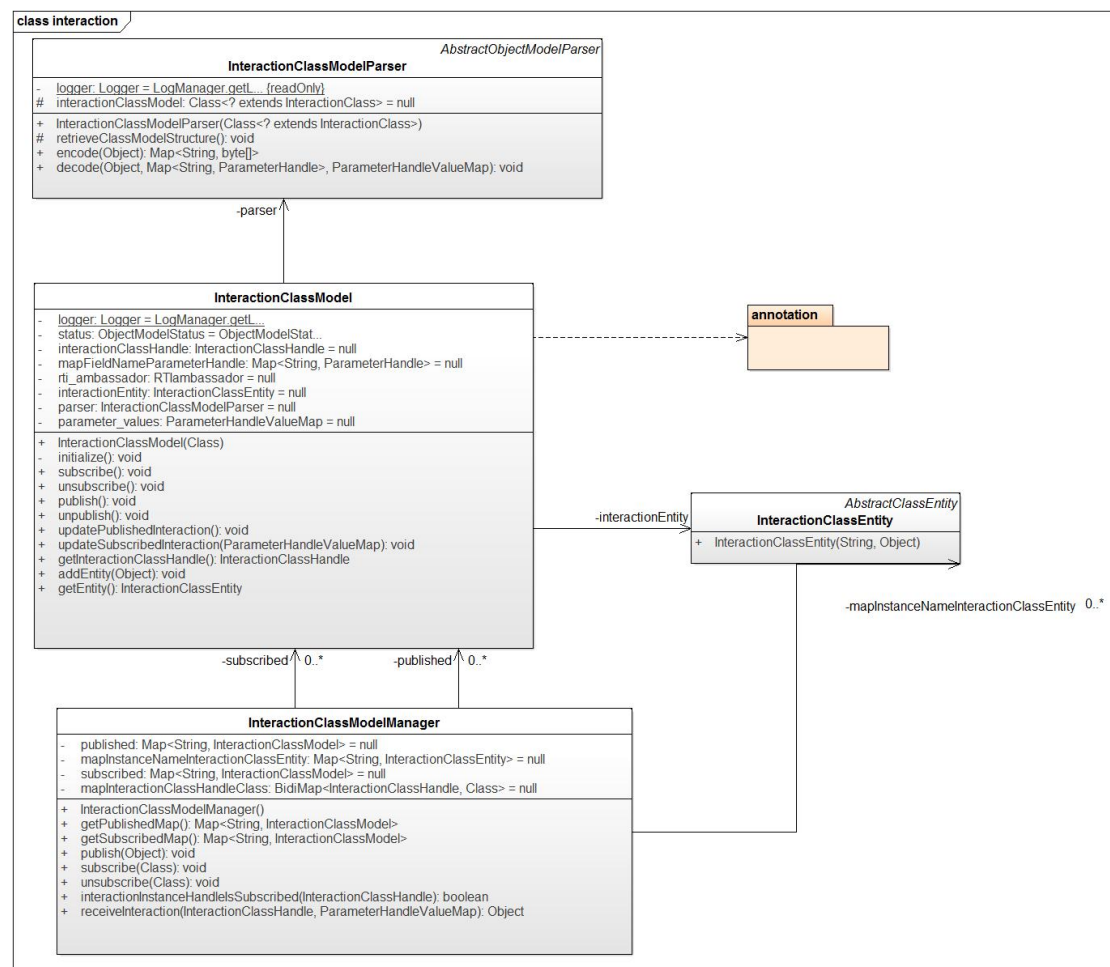 class interaction
AbstractObjectModelParser
InteractionClassModelParser
- logger: Logger = LogManager.getL... {readOnly}
# interactionClassModel: Class<? extends InteractionClass> = null
+ InteractionClassModelParser(Class<? extends InteractionClass>)
# retrieveClassModelStructure(): void
+ encode(Object): Map<String, byte[]>
+ decode(Object, Map<String, ParameterHandle>, ParameterHandleValueMap): void
-parser
InteractionClassModel
- logger: Logger = LogManager.getL...
- status: ObjectModelStatus = ObjectModelStat...
- interactionClassHandle: InteractionClassHandle = null
- mapFieldNameParameterHandle: Map<String, ParameterHandle> = null
- rti_ambassador: RTIambassador = null
- interactionEntity: InteractionClassEntity = null
- parser: InteractionClassModelParser = null
- parameter_values: ParameterHandleValueMap = null
+ InteractionClassModel(Class)
- initialize(): void
+ subscribe(): void
+ unsubscribe(): void
+ publish(): void
+ unpublish(): void
+ updatePublishedInteraction(): void
+ updateSubscribedInteraction(ParameterHandleValueMap): void
+ getInteractionClassHandle(): InteractionClassHandle
+ addEntity(Object): void
+ getEntity(): InteractionClassEntity
annotation
-interactionEntity
AbstractClassEntity
InteractionClassEntity
+ InteractionClassEntity(String, Object)
-mapInstanceNameInteractionClassEntity 0..*
-subscribed 0..* -published 0..*
InteractionClassModelManager
- published: Map<String, InteractionClassModel> = null
- mapInstanceNameInteractionClassEntity: Map<String, InteractionClassEntity> = null
- subscribed: Map<String, InteractionClassModel> = null
- mapInteractionClassHandleClass: BidiMap<InteractionClassHandle, Class> = null
+ InteractionClassModelManager()
+ getPublishedMap(): Map<String, InteractionClassModel>
+ getSubscribedMap(): Map<String, InteractionClassModel>
+ publish(Object): void
+ subscribe(Class): void
+ unsubscribe(Class): void
+ interactionInstanceHandleIsSubscribed(InteractionClassHandle): boolean
+ receiveInteraction(InteractionClassHandle, ParameterHandleValueMap): Object